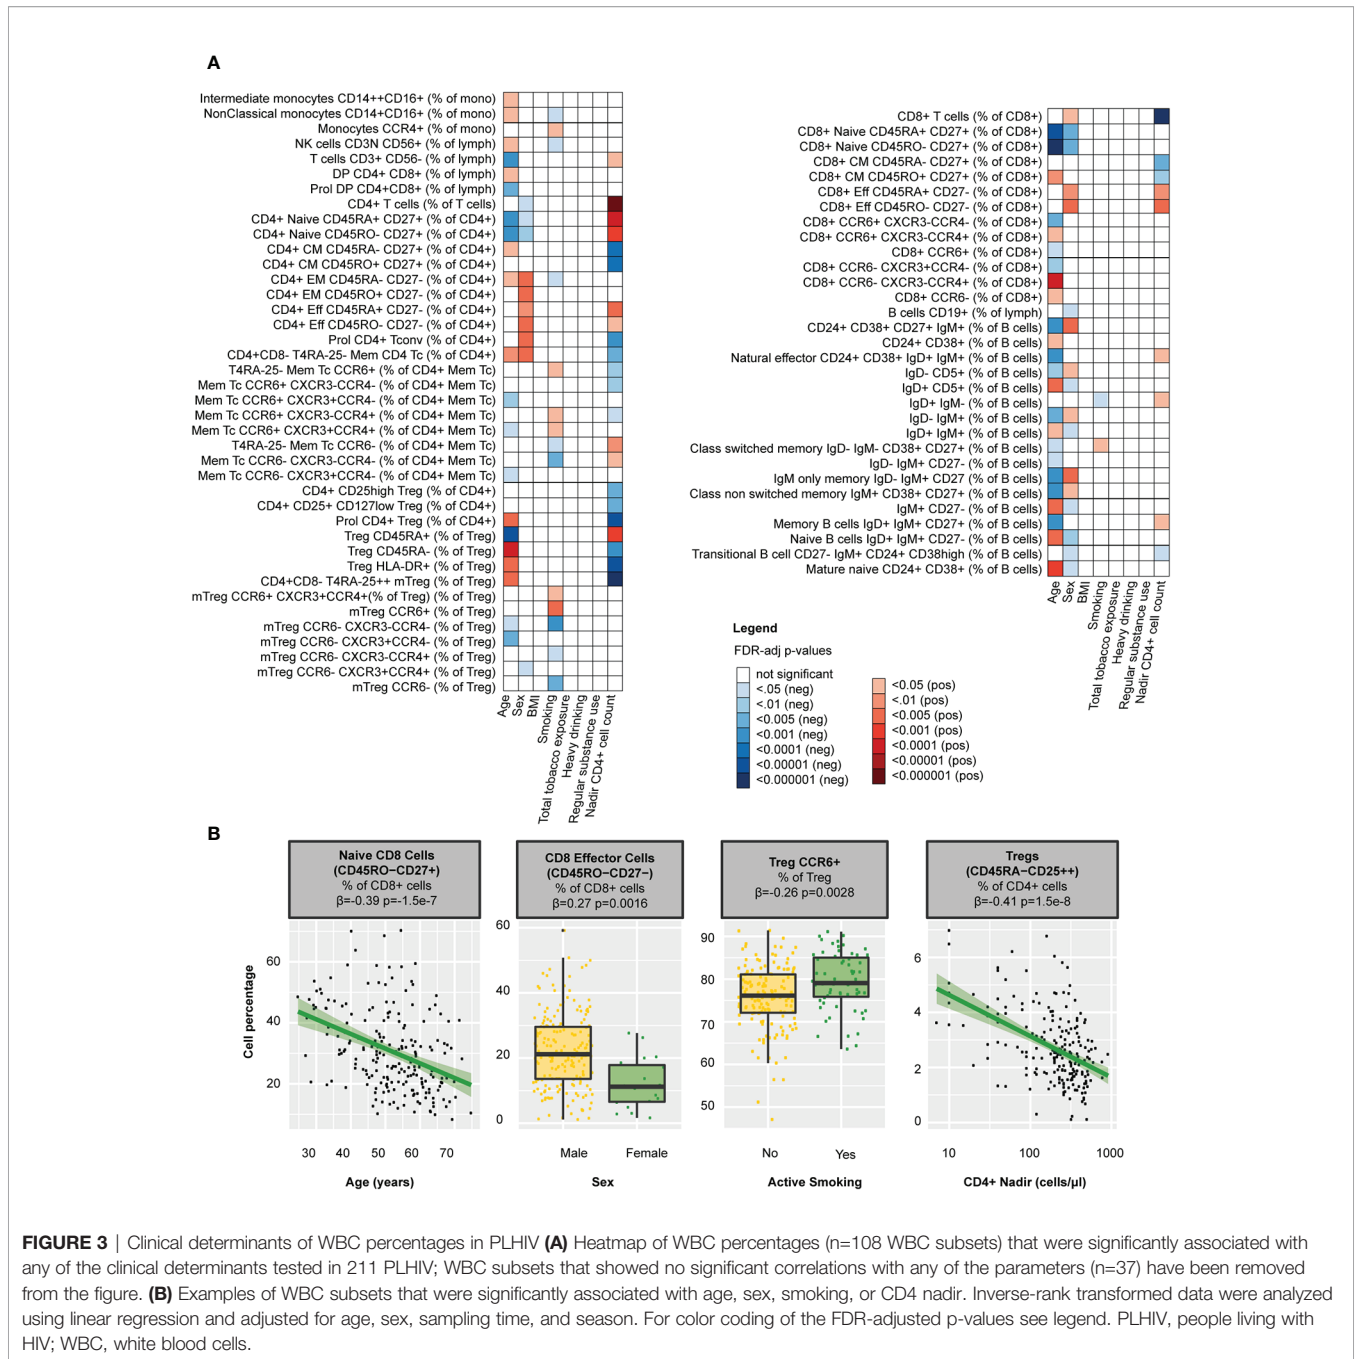 A
Intermediate monocytes CD14++CD16+ (% of mono)
NonClassical monocytes CD14+CD16+ (% of mono)
Monocytes CCR4+ (% of mono)
NK cells CD3N CD56+ (% of lymph)
T cells CD3+ CD56- (% of lymph)
DP CD4+ CD8+ (% of lymph)
Prol DP CD4+CD8+ (% of lymph)
CD4+ T cells (% of T cells)
CD4+ Naive CD45RA+ CD27+ (% of CD4+)
CD4+ Naive CD45RO- CD27+ (% of CD4+)
CD4+ CM CD45RA- CD27+ (% of CD4+)
CD4+ CM CD45RO+ CD27+ (% of CD4+)
CD4+ EM CD45RA- CD27- (% of CD4+)
CD4+ EM CD45RO+ CD27- (% of CD4+)
CD4+ Eff CD45RA+ CD27- (% of CD4+)
CD4+ Eff CD45RO- CD27- (% of CD4+)
Prol CD4+ Tconv (% of CD4+)
CD4+CD8- T4RA-25- Mem CD4 Tc (% of CD4+)
T4RA-25- Mem Tc CCR6+ (% of CD4+ Mem Tc)
Mem Tc CCR6+ CXCR3-CCR4- (% of CD4+ Mem Tc)
Mem Tc CCR6+ CXCR3+CCR4- (% of CD4+ Mem Tc)
Mem Tc CCR6+ CXCR3-CCR4+ (% of CD4+ Mem Tc)
Mem Tc CCR6+ CXCR3+CCR4+ (% of CD4+ Mem Tc)
T4RA-25- Mem Tc CCR6- (% of CD4+ Mem Tc)
Mem Tc CCR6- CXCR3-CCR4- (% of CD4+ Mem Tc)
Mem Tc CCR6- CXCR3+CCR4- (% of CD4+ Mem Tc)
CD4+ CD25high Treg (% of CD4+)
CD4+ CD25+ CD127low Treg (% of CD4+)
Prol CD4+ Treg (% of CD4+)
Treg CD45RA+ (% of Treg)
Treg CD45RA- (% of Treg)
Treg HLA-DR+ (% of Treg)
CD4+CD8- T4RA-25++ mTreg (% of Treg)
mTreg CCR6+ CXCR3+CCR4+(% of Treg) (% of Treg)
mTreg CCR6+ (% of Treg)
mTreg CCR6- CXCR3-CCR4- (% of Treg)
mTreg CCR6- CXCR3+CCR4- (% of Treg)
mTreg CCR6- CXCR3-CCR4+ (% of Treg)
mTreg CCR6- CXCR3+CCR4+ (% of Treg)
mTreg CCR6- (% of Treg)
Age
Sex
BMI
Smoking
Total tobacco exposure
Heavy drinking
Regular substance use
Nadir CD4+ cell count
CD8+ T cells (% of CD8+)
CD8+ Naive CD45RA+ CD27+ (% of CD8+)
CD8+ Naive CD45RO- CD27+ (% of CD8+)
CD8+ CM CD45RA- CD27+ (% of CD8+)
CD8+ CM CD45RO+ CD27+ (% of CD8+)
CD8+ Eff CD45RA+ CD27- (% of CD8+)
CD8+ Eff CD45RO- CD27- (% of CD8+)
CD8+ CCR6+ CXCR3-CCR4- (% of CD8+)
CD8+ CCR6+ CXCR3-CCR4+ (% of CD8+)
CD8+ CCR6+ (% of CD8+)
CD8+ CCR6- CXCR3+CCR4- (% of CD8+)
CD8+ CCR6- CXCR3-CCR4+ (% of CD8+)
CD8+ CCR6- (% of CD8+)
B cells CD19+ (% of lymph)
CD24+ CD38+ CD27+ IgM+ (% of B cells)
CD24+ CD38+ (% of B cells)
Natural effector CD24+ CD38+ IgD+ IgM+ (% of B cells)
IgD- CD5+ (% of B cells)
IgD+ CD5+ (% of B cells)
IgD+ IgM- (% of B cells)
IgD- IgM+ (% of B cells)
IgD+ IgM+ (% of B cells)
Class switched memory IgD- IgM- CD38+ CD27+ (% of B cells)
IgD- IgM+ CD27- (% of B cells)
IgM only memory IgD- IgM+ CD27 (% of B cells)
Class non switched memory IgM+ CD38+ CD27+ (% of B cells)
IgM+ CD27- (% of B cells)
Memory B cells IgD+ IgM+ CD27+ (% of B cells)
Naive B cells IgD+ IgM+ CD27- (% of B cells)
Transitional B cell CD27- IgM+ CD24+ CD38high (% of B cells)
Mature naive CD24+ CD38+ (% of B cells)
Age
Sex
BMI
Smoking
Total tobacco exposure
Heavy drinking
Regular substance use
Nadir CD4+ cell count
Legend
FDR-adj p-values
not significant
<.05 (neg)
<.01 (neg)
<0.005 (neg)
<0.001 (neg)
<0.0001 (neg)
<0.00001 (neg)
<0.000001 (neg)
<0.05 (pos)
<.01 (pos)
<0.005 (pos)
<0.001 (pos)
<0.0001 (pos)
<0.00001 (pos)
<0.000001 (pos)
B
Naive CD8 Cells
(CD45RO−CD27+)
% of CD8+ cells
β=-0.39 p=-1.5e-7
Cell percentage
60
40
20
30 40 50 60 70
Age (years)
CD8 Effector Cells
(CD45RO−CD27−)
% of CD8+ cells
β=0.27 p=0.0016
60
40
20
0
Male Female
Sex
Treg CCR6+
% of Treg
β=-0.26 p=0.0028
90
80
70
60
50
No Yes
Active Smoking
Tregs
(CD45RA−CD25++)
% of CD4+ cells
β=-0.41 p=1.5e-8
6
4
2
0
10 100 1000
CD4+ Nadir (cells/µl)
FIGURE 3 | Clinical determinants of WBC percentages in PLHIV (A) Heatmap of WBC percentages (n=108 WBC subsets) that were significantly associated with
any of the clinical determinants tested in 211 PLHIV; WBC subsets that showed no significant correlations with any of the parameters (n=37) have been removed
from the figure. (B) Examples of WBC subsets that were significantly associated with age, sex, smoking, or CD4 nadir. Inverse-rank transformed data were analyzed
using linear regression and adjusted for age, sex, sampling time, and season. For color coding of the FDR-adjusted p-values see legend. PLHIV, people living with
HIV; WBC, white blood cells.